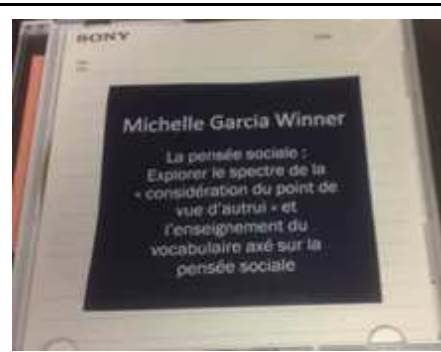 SONY
Michelle Garcia Winner
La pensée sociale :
Explorer le spectre de la
« considération du point de
vue d'autrui » et
l'enseignement du
vocabulaire axé sur la
pensée sociale